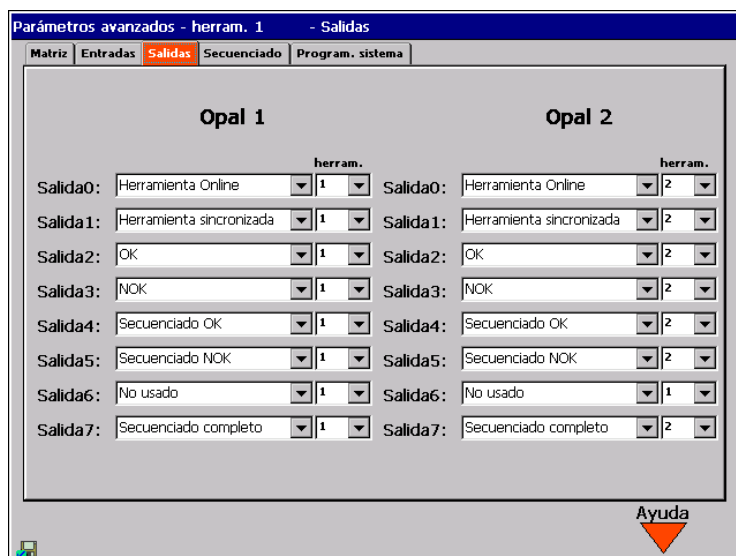 Parámetros avanzados - herram. 1 - Salidas
Matriz Entradas Salidas Secuenciado Program. sistema
Opal 1 Opal 2
herram. herram.
Salida0: Herramienta Online 1 Salida0: Herramienta Online 2
Salida1: Herramienta sincronizada 1 Salida1: Herramienta sincronizada 2
Salida2: OK 1 Salida2: OK 2
Salida3: NOK 1 Salida3: NOK 2
Salida4: Secuenciado OK 1 Salida4: Secuenciado OK 2
Salida5: Secuenciado NOK 1 Salida5: Secuenciado NOK 2
Salida6: No usado 1 Salida6: No usado 1
Salida7: Secuenciado completo 1 Salida7: Secuenciado completo 2
Ayuda